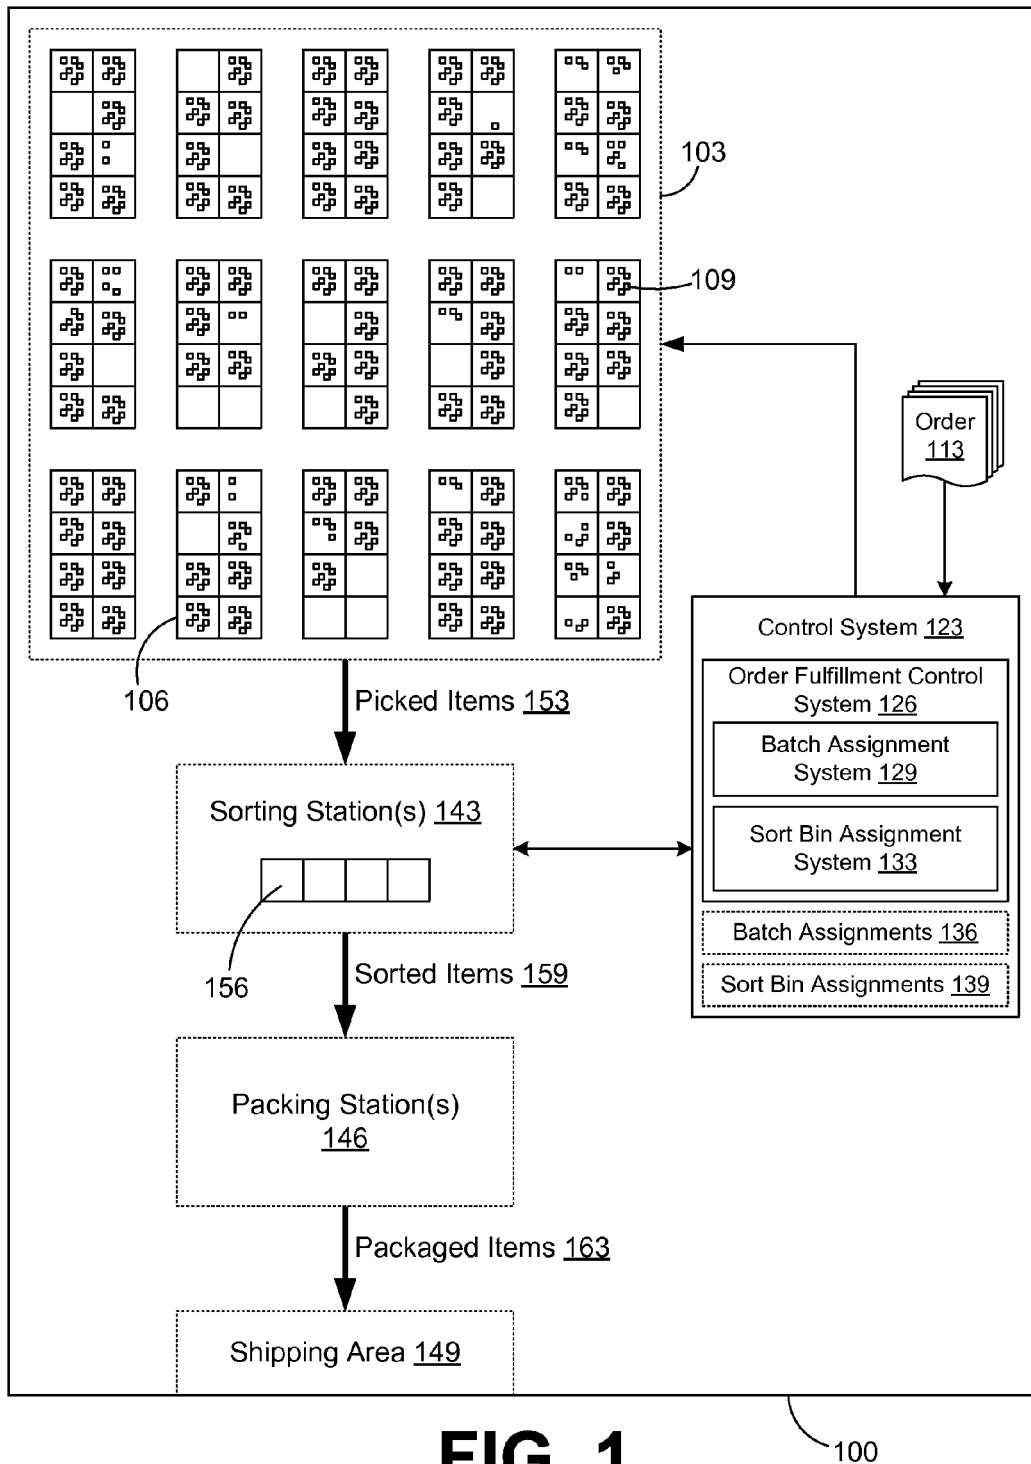 103
109
Order
113
Control System 123
106
Picked Items 153
Order Fulfillment Control
System 126
Batch Assignment
System 129
Sorting Station(s) 143
Sort Bin Assignment
System 133
Batch Assignments 136
156
Sorted Items 159
Sort Bin Assignments 139
Packing Station(s)
146
Packaged Items 163
Shipping Area 149
100
FIG. 1